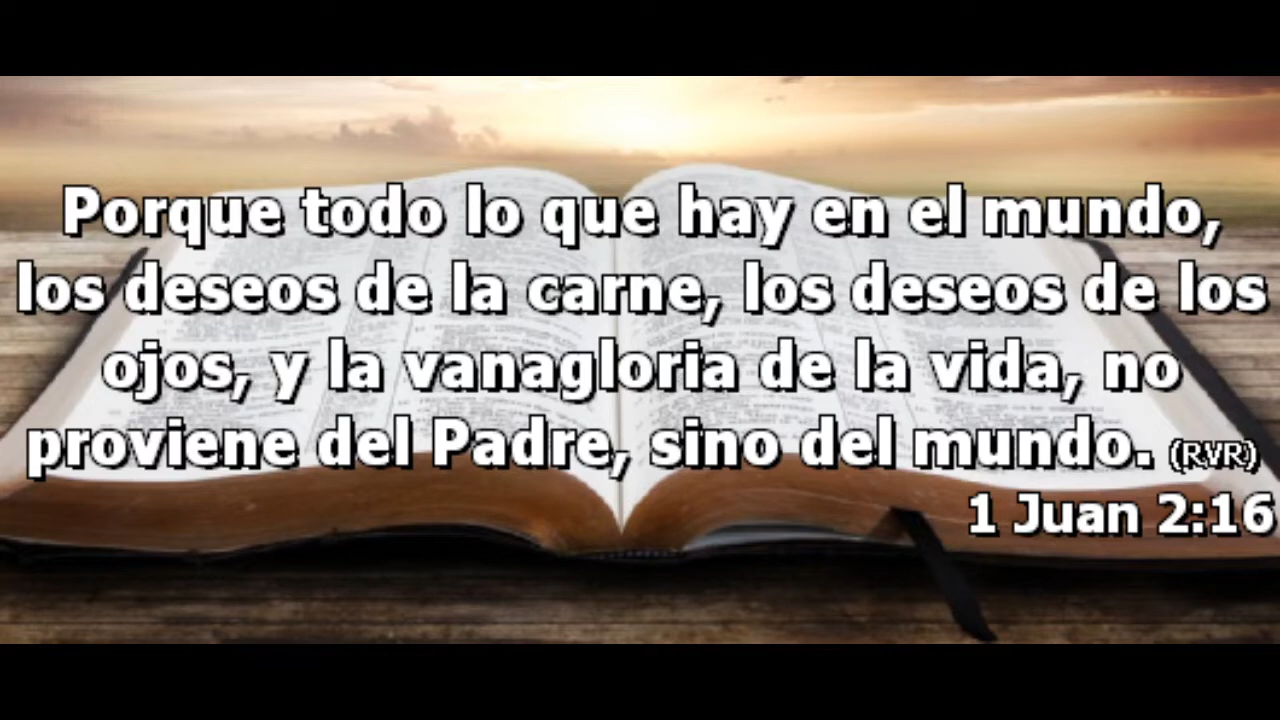 Porque todo lo que hay en el mundo,
los deseos de la carne, los deseos de los
ojos, y la vanagloria de la vida, no
proviene del Padre, sino del mundo. (RVR)
1 Juan 2:16